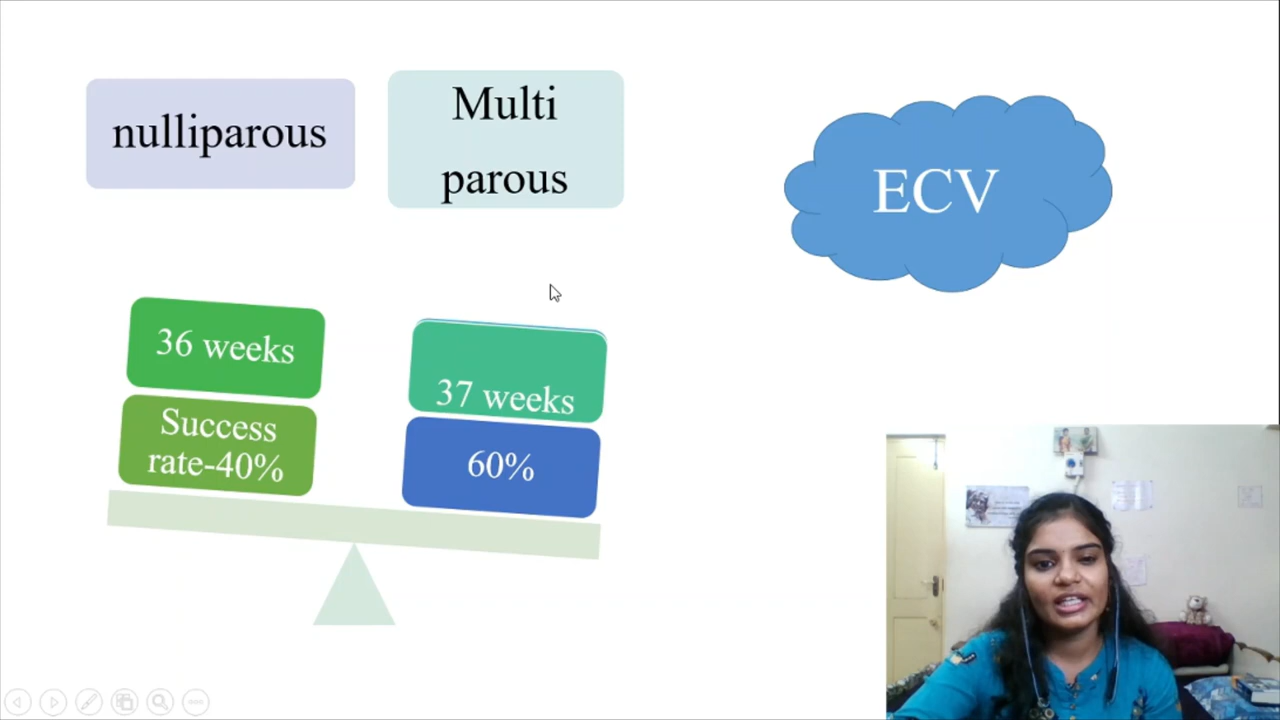 nulliparous
Multi
parous
ECV
36 weeks
37 weeks
Success
rate-40%
60%